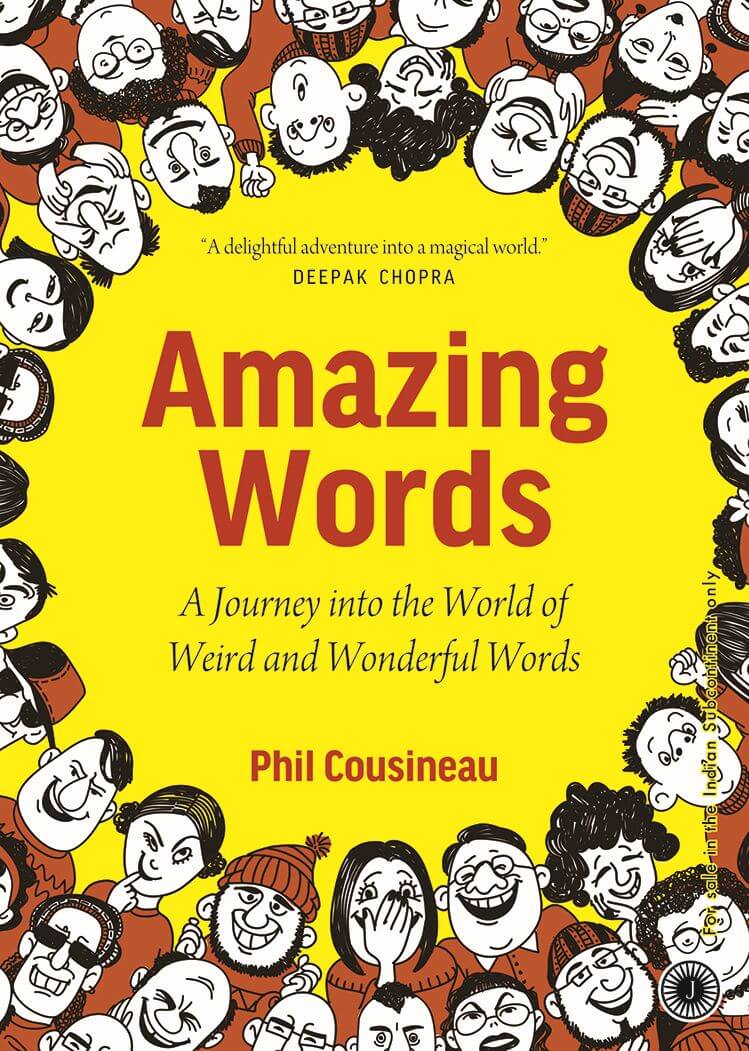 “A delightful adventure into a magical world.”
DEEPAK CHOPRA
Amazing
Words
A Journey into the World of
Weird and Wonderful Words
Phil Cousineau
(For sale in the Indian Subcontinent only
J